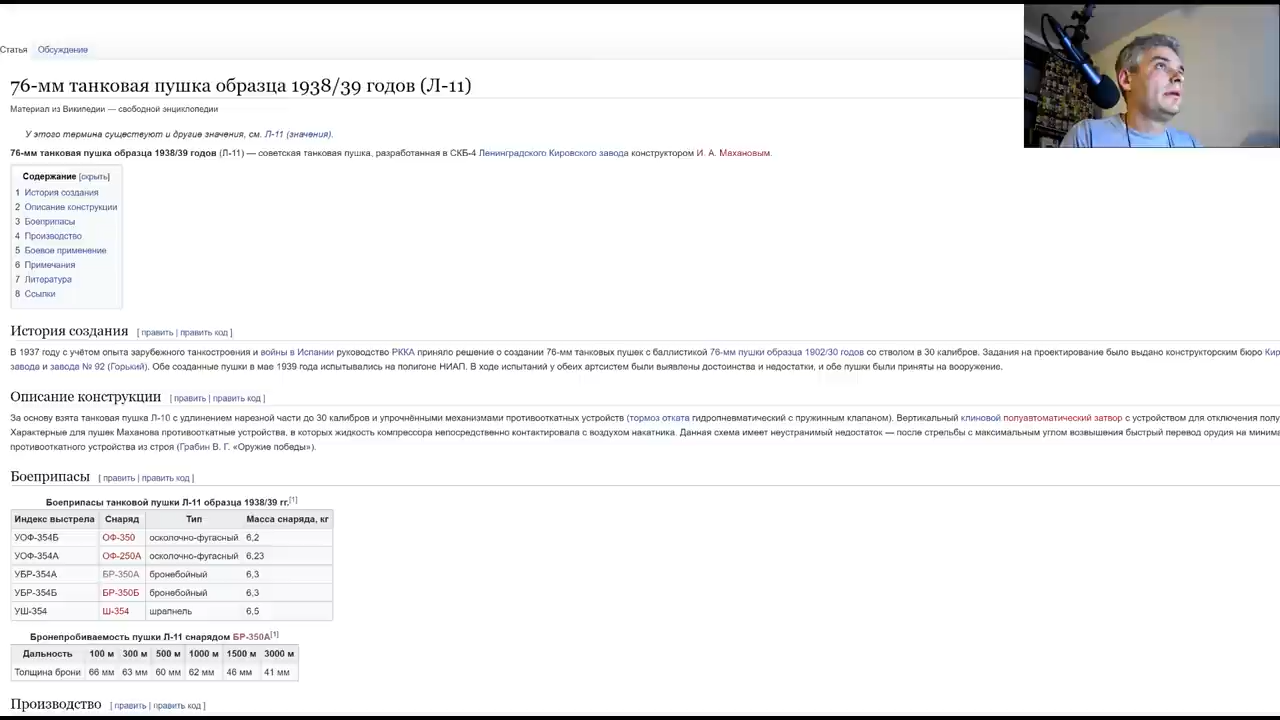 Статья Обсуждение
76-мм танковая пушка образца 1938/39 годов (Л-11)
Материал из Википедии — свободной энциклопедии
У этого термина существуют и другие значения, см. Л-11 (значения).
76-мм танковая пушка образца 1938/39 годов (Л-11) — советская танковая пушка, разработанная в СКБ-4 Ленинградского Кировского завода конструктором И. А. Махановым.
Содержание [скрыть]
1 История создания
2 Описание конструкции
3 Боеприпасы
4 Производство
5 Боевое применение
6 Примечания
7 Литература
8 Ссылки
История создания [ править | править код ]
В 1937 году с учётом опыта зарубежного танкостроения и войны в Испании руководство РККА приняло решение о создании 76-мм танковых пушек с баллистикой 76-мм пушки образца 1902/30 годов со стволом в 30 калибров. Задания на проектирование было выдано конструкторским бюро Кир
завода и завода № 92 (Горький). Обе созданные пушки в мае 1939 года испытывались на полигоне НИАП. В ходе испытаний у обеих артсистем были выявлены достоинства и недостатки, и обе пушки были приняты на вооружение.
Описание конструкции [ править | править код ]
За основу взята танковая пушка Л-10 с удлинением нарезной части до 30 калибров и упрочнёнными механизмами противооткатных устройств (тормоз отката гидропневматический с пружинным клапаном). Вертикальный клиновой полуавтоматический затвор с устройством для отключения полу
Характерные для пушек Маханова противооткатные устройства, в которых жидкость компрессора непосредственно контактировала с воздухом накатника. Данная схема имеет неустранимый недостаток — после стрельбы с максимальным углом возвышения быстрый перевод орудия на минима
противооткатного устройства из строя (Грабин В. Г. «Оружие победы»).
Боеприпасы [ править | править код ]
Боеприпасы танковой пушки Л-11 образца 1938/39 гг.[1]
Индекс выстрела Снаряд Тип Масса снаряда, кг
УОФ-354Б ОФ-350 осколочно-фугасный 6,2
УОФ-354А ОФ-250А осколочно-фугасный 6,23
УБР-354А БР-350А бронебойный 6,3
УБР-354Б БР-350Б бронебойный 6,3
УШ-354 Ш-354 шрапнель 6,5
Бронепробиваемость пушки Л-11 снарядом БР-350А[1]
Дальность 100 м 300 м 500 м 1000 м 1500 м 3000 м
Толщина брони 66 мм 63 мм 60 мм 62 мм 46 мм 41 мм
Производство [ править | править код ]